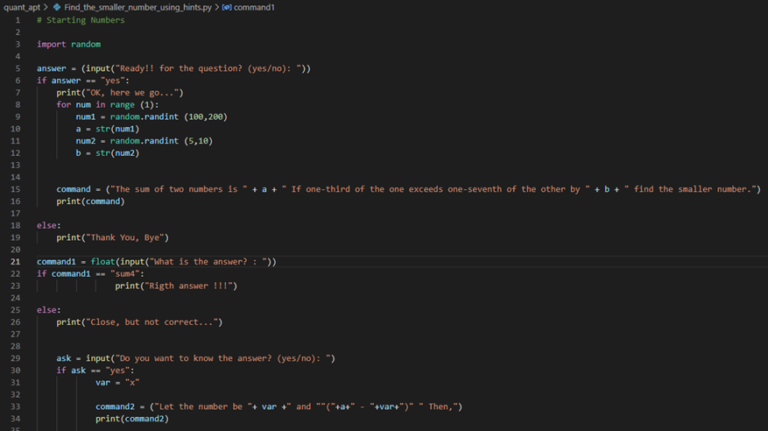 quant_apt > Find_the_smaller_number_using_hints.py > command1
1 # Starting Numbers
2
3 import random
4
5 answer = (input("Ready!! for the question? (yes/no): "))
6 if answer == "yes":
7 print("OK, here we go...")
8 for num in range (1):
9 num1 = random.randint (100,200)
10 a = str(num1)
11 num2 = random.randint (5,10)
12 b = str(num2)
13
14
15 command = ("The sum of two numbers is " + a + " If one-third of the one exceeds one-seventh of the other by " + b + " find the smaller number.")
16 print(command)
17
18 else:
19 print("Thank You, Bye")
20
21 command1 = float(input("What is the answer? : "))
22 if command1 == "sum4":
23 print("Rigth answer !!!")
24
25 else:
26 print("Close, but not correct...")
27
28
29 ask = input("Do you want to know the answer? (yes/no): ")
30 if ask == "yes":
31 var = "x"
32
33 command2 = ("Let the number be "+ var +" and ""("+a+" - "+var+")" " Then,")
34 print(command2)
35